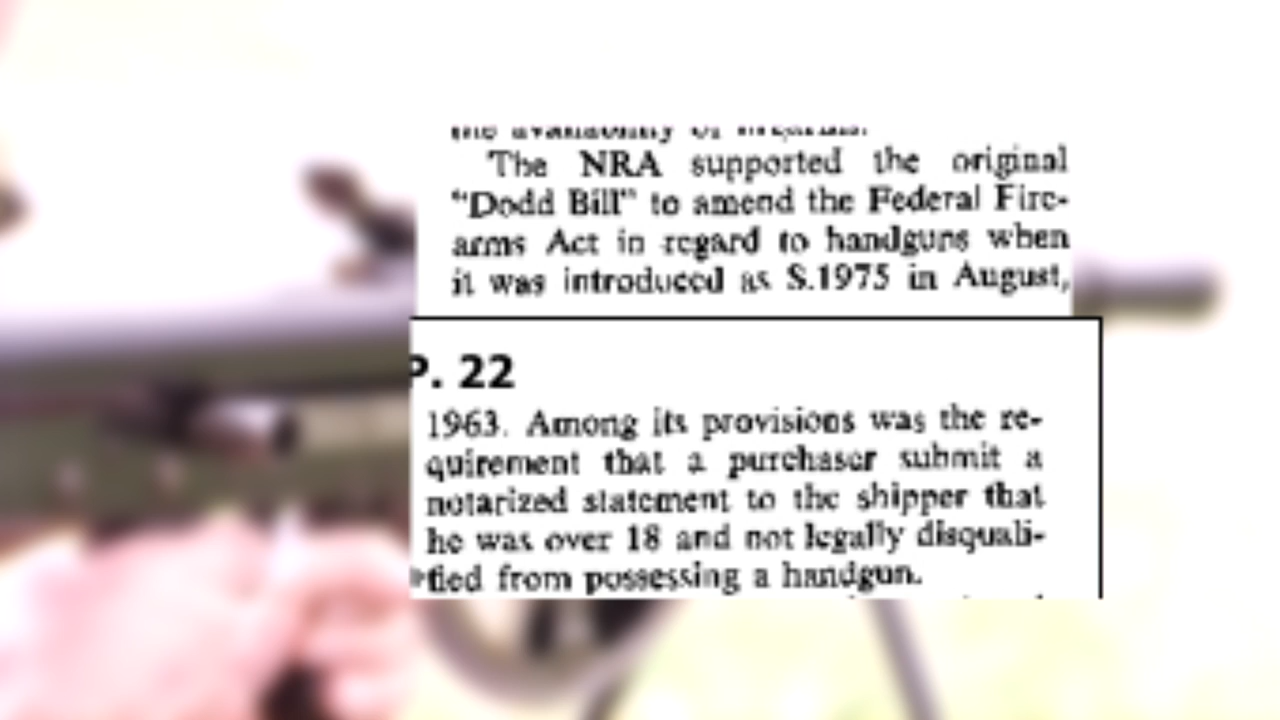 The NRA supported the original
"Dodd Bill" to amend the Federal Fire-
arms Act in regard to handguns when
it was introduced as S.1975 in August,
P. 22
1963. Among its provisions was the re-
quirement that a purchaser submit a
notarized statement to the shipper that
he was over 18 and not legally disquali-
fied from possessing a handgun.